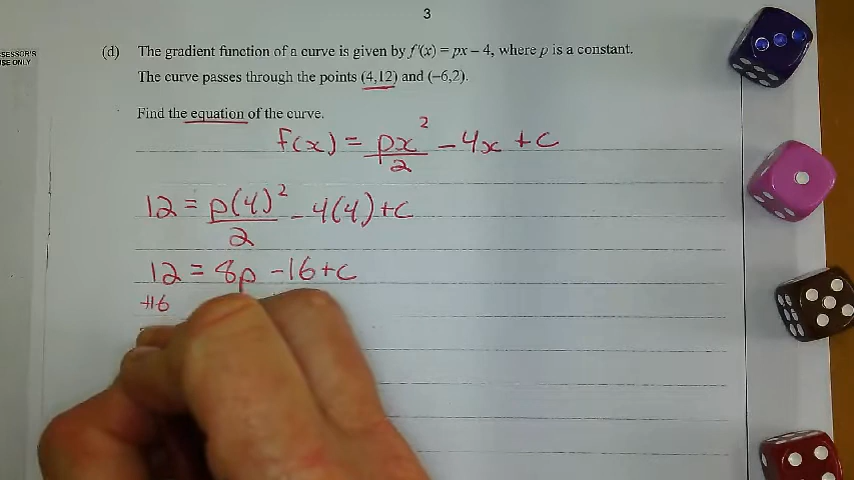 3
SESSOR'S
SE ONLY
(d) The gradient function of a curve is given by f'(x) = px – 4, where p is a constant.
The curve passes through the points (4,12) and (–6,2).
Find the equation of the curve.
f(x) = px²/2 - 4x + c
12 = p(4)²/2 - 4(4) + c
12 = 8p - 16 + c
+16